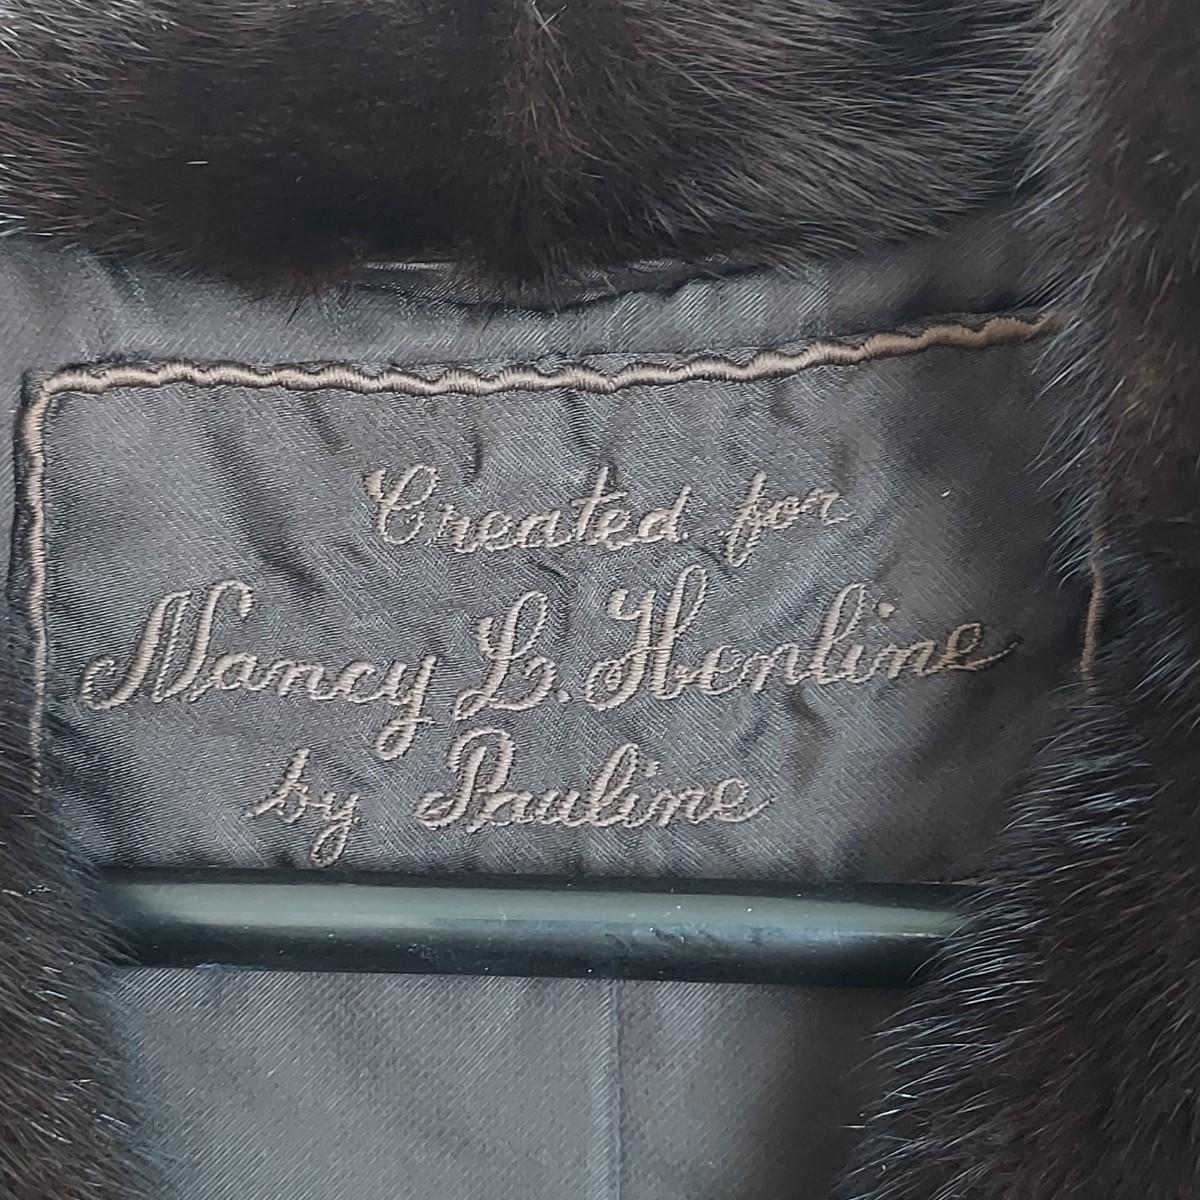 Created for
Nancy L. Henline
by Pauline